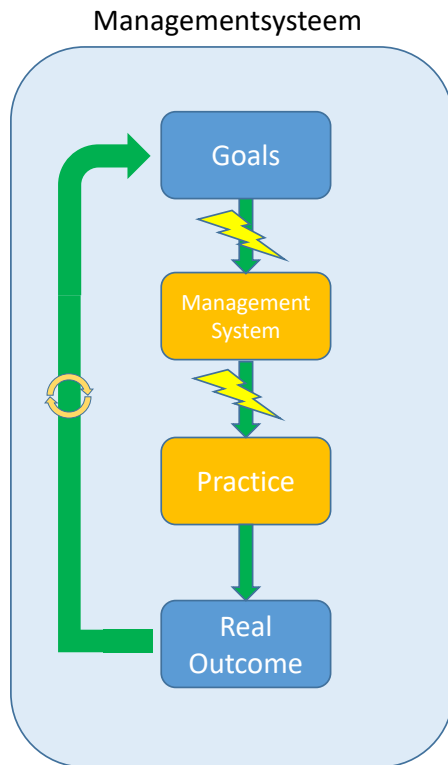 Managementsysteem
Goals
Management
System
Practice
Real
Outcome